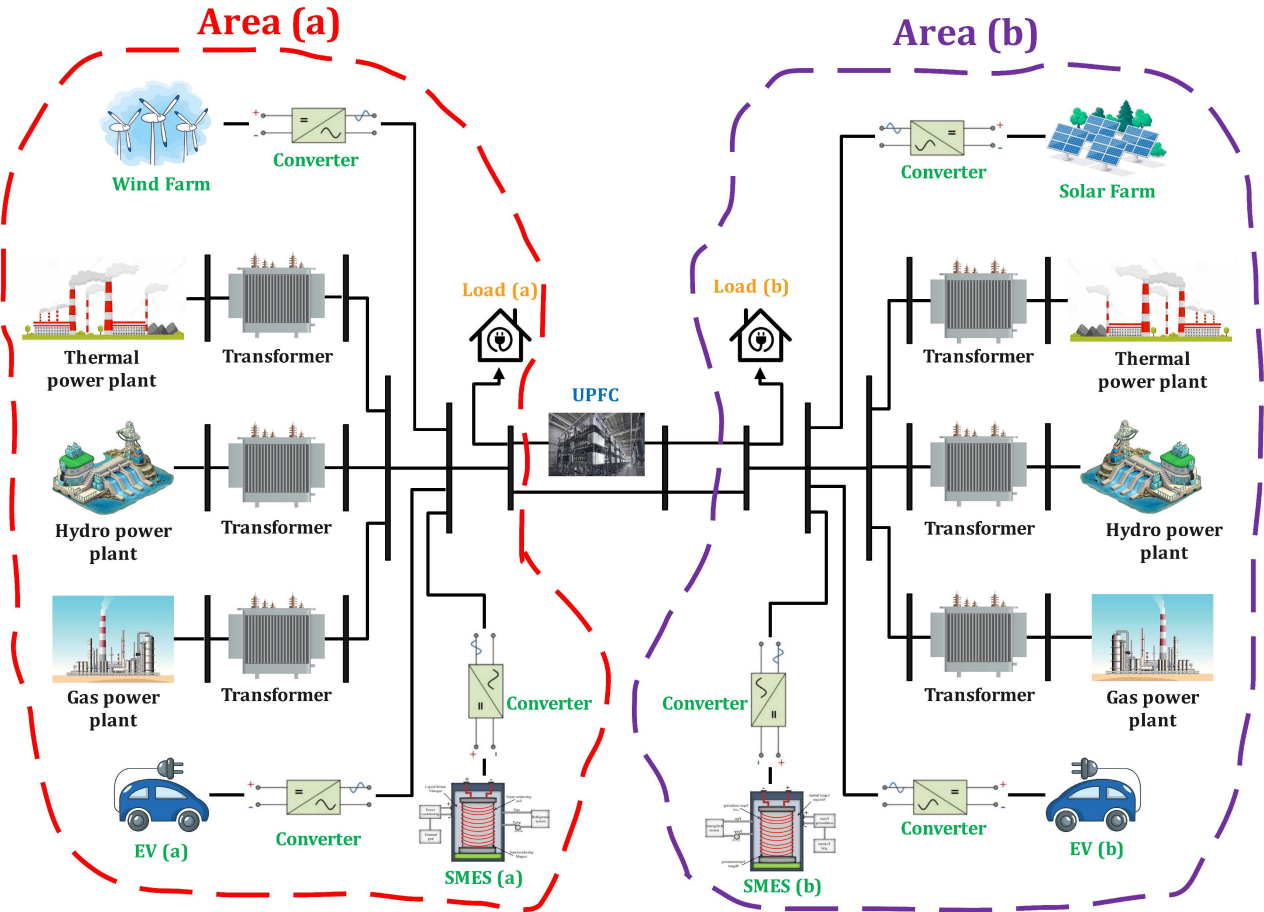 Area (a)
Area (b)
Wind Farm
Converter
Converter
Solar Farm
Load (a)
Load (b)
Thermal
power plant
Transformer
Transformer
Thermal
power plant
UPFC
Hydro power
plant
Transformer
Transformer
Hydro power
plant
Gas power
plant
Transformer
Converter
Converter
Transformer
Gas power
plant
EV (a)
Converter
SMES (a)
SMES (b)
Converter
EV (b)